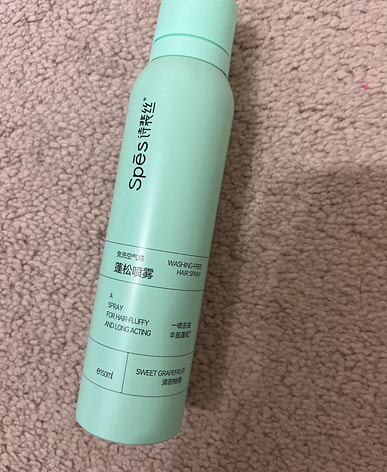 Spēs 诗裴丝®
免洗空气感
蓬松喷雾
WASHING-FREE
HAIR SPRAY
A
SPRAY
FOR HAIR-FLUFFY
AND LONG ACTING
一喷去油
丰盈蓬松
SWEET GRAPEFRUIT
清甜柚香